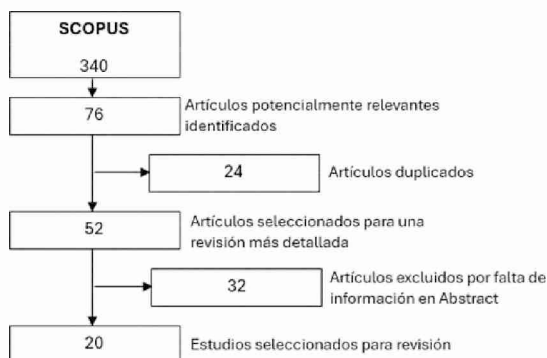 SCOPUS
340
76
Artículos potencialmente relevantes
identificados
24
Artículos duplicados
52
Artículos seleccionados para una
revisión más detallada
32
Artículos excluidos por falta de
información en Abstract
20
Estudios seleccionados para revisión